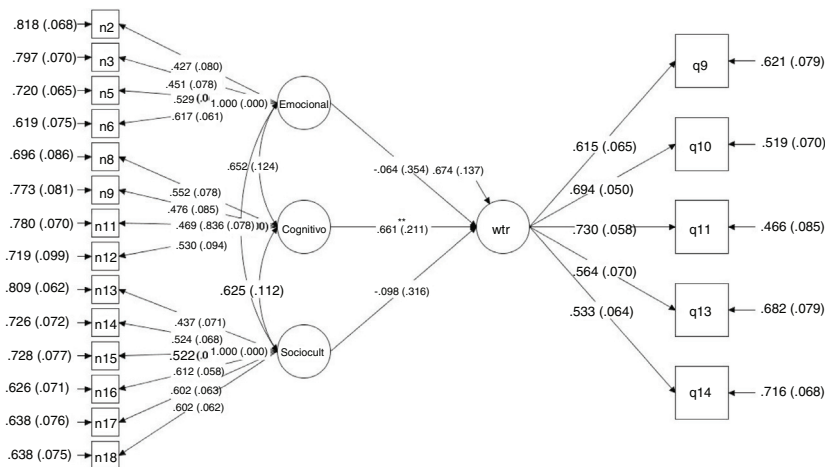 .818 (.068) n2
.797 (.070) n3
.720 (.065) n5
.619 (.075) n6
.696 (.086) n8
.773 (.081) n9
.780 (.070) n11
.719 (.099) n12
.809 (.062) n13
.726 (.072) n14
.728 (.077) n15
.626 (.071) n16
.638 (.076) n17
.638 (.075) n18
.427 (.080)
.451 (.078)
.529 1.000 (.000)
.617 (.061)
Emocional
.652 (.124)
.552 (.078)
.476 (.085)
.469 .836 (.078)
.530 (.094)
Cognitivo
.625 (.112)
.437 (.071)
.524 (.068)
.522 1.000 (.000)
.612 (.058)
.602 (.063)
.602 (.062)
Sociocult
-.064 (.354) .674 (.137)
**
.661 (.211)
-.098 (.316)
wtr
.615 (.065)
.694 (.050)
.730 (.058)
.564 (.070)
.533 (.064)
q9 .621 (.079)
q10 .519 (.070)
q11 .466 (.085)
q13 .682 (.079)
q14 .716 (.068)